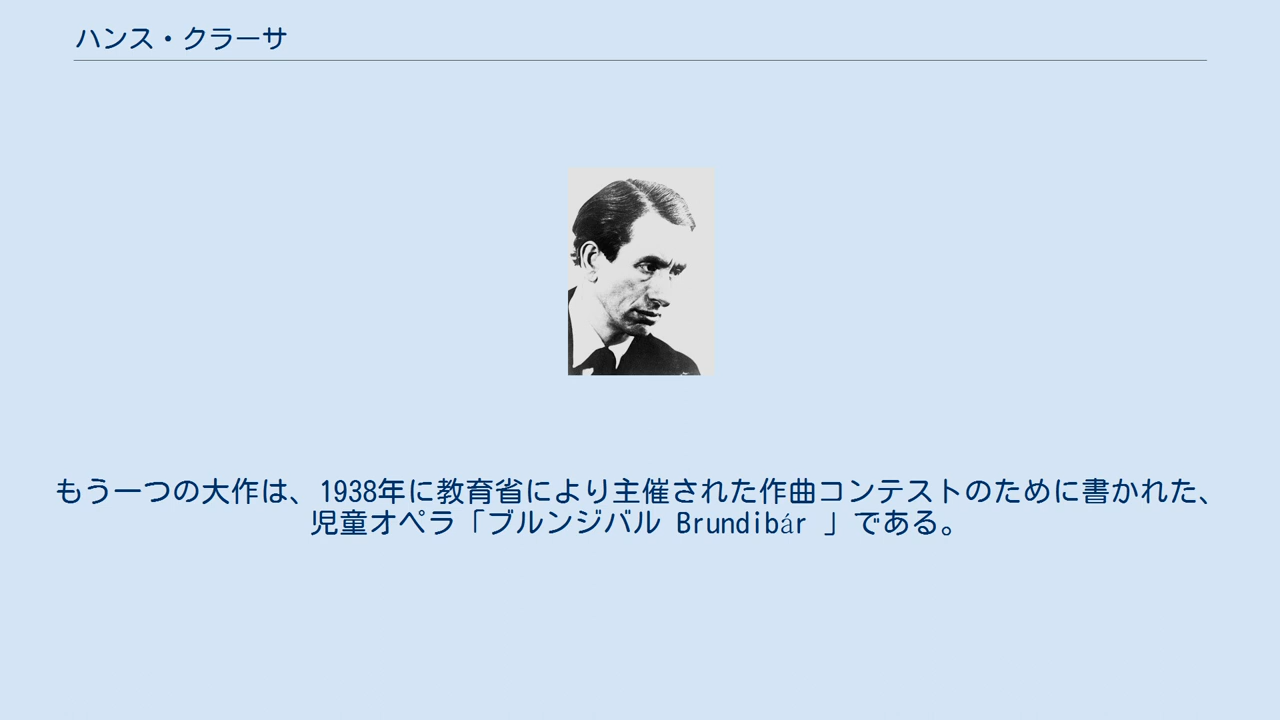 ハンス・クラーサ
もう一つの大作は、1938年に教育省により主催された作曲コンテストのために書かれた、
児童オペラ「ブルンジバル Brundibár 」である。